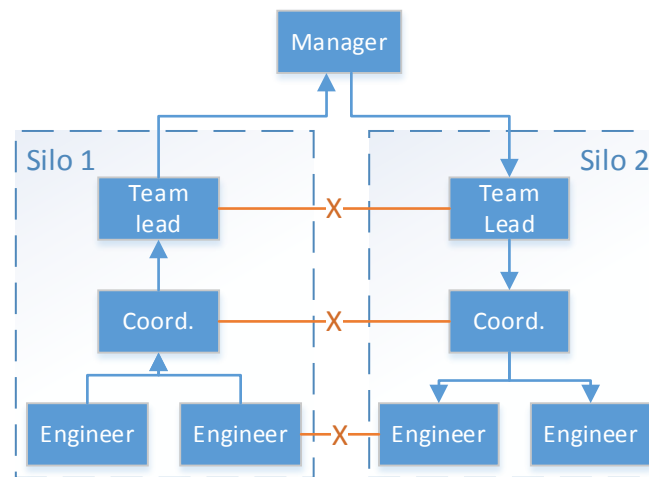 Manager
Silo 1
Silo 2
Team
lead
X
Team
Lead
Coord.
X
Coord.
Engineer
Engineer
X
Engineer
Engineer